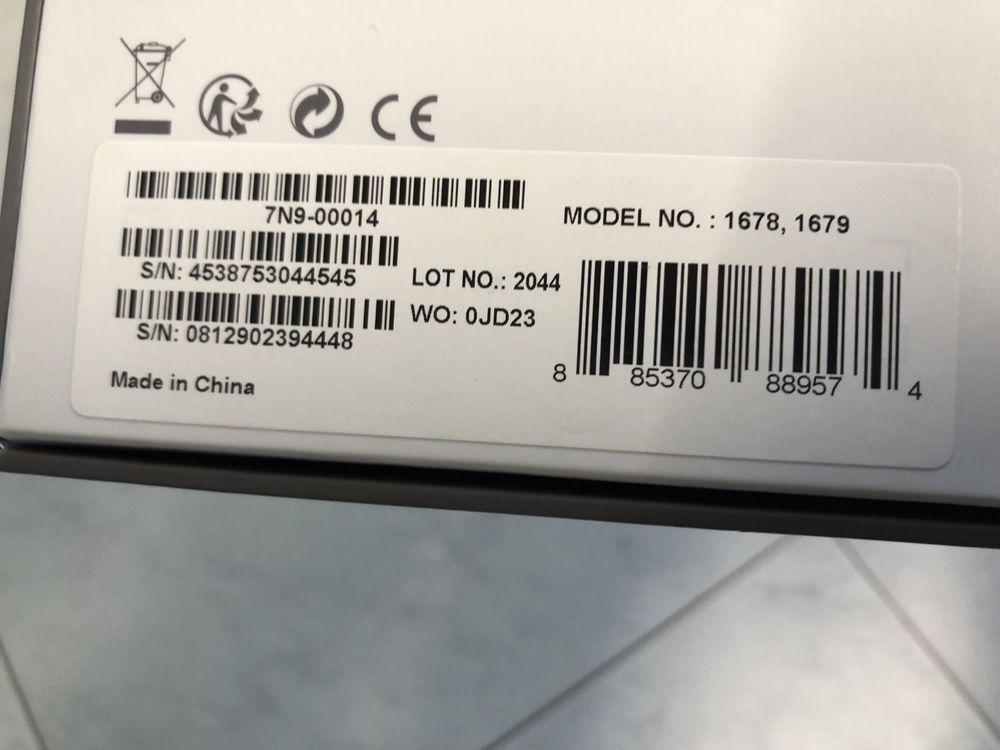 CE
7N9-00014
MODEL NO. : 1678, 1679
S/N: 4538753044545
LOT NO.: 2044
S/N: 0812902394448
WO: 0JD23
Made in China
8 85370 88957 4